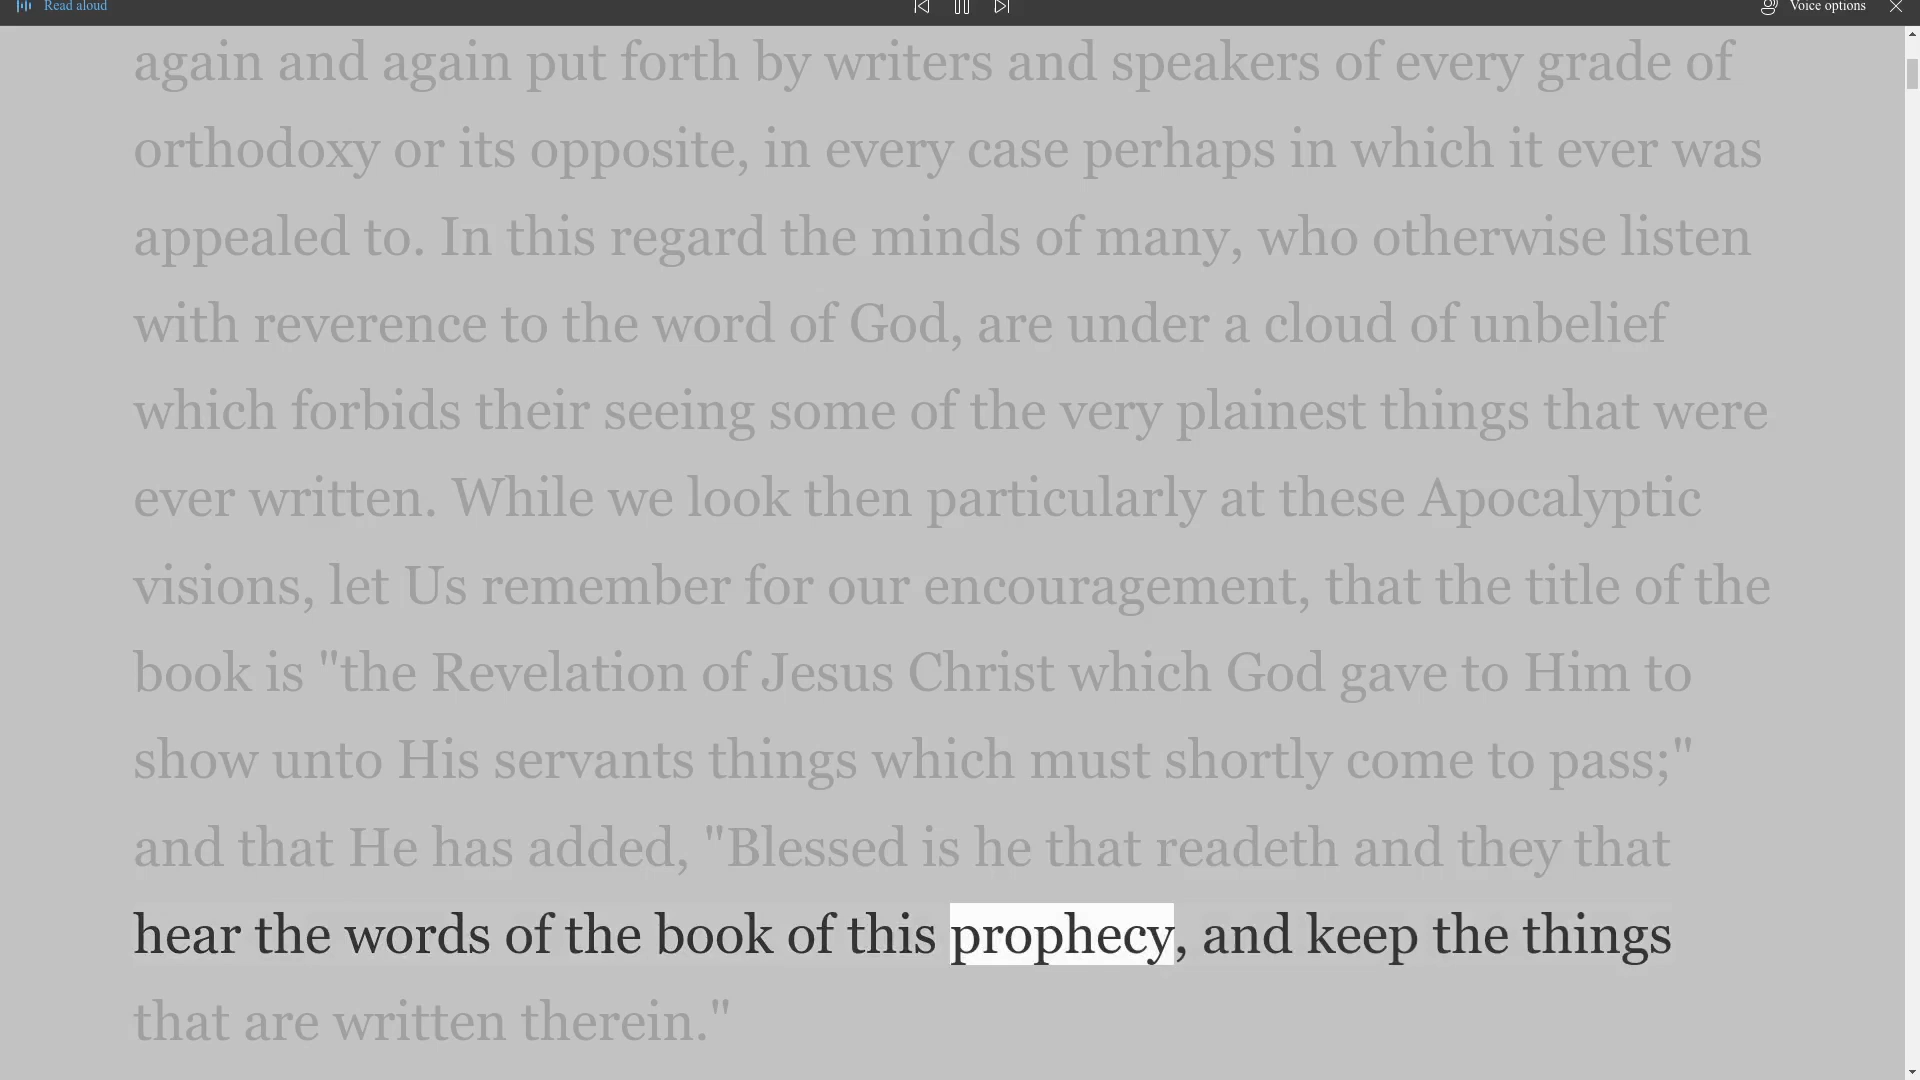 Read aloud
Voice options
again and again put forth by writers and speakers of every grade of
orthodoxy or its opposite, in every case perhaps in which it ever was
appealed to. In this regard the minds of many, who otherwise listen
with reverence to the word of God, are under a cloud of unbelief
which forbids their seeing some of the very plainest things that were
ever written. While we look then particularly at these Apocalyptic
visions, let Us remember for our encouragement, that the title of the
book is "the Revelation of Jesus Christ which God gave to Him to
show unto His servants things which must shortly come to pass;"
and that He has added, "Blessed is he that readeth and they that
hear the words of the book of this prophecy, and keep the things
that are written therein."